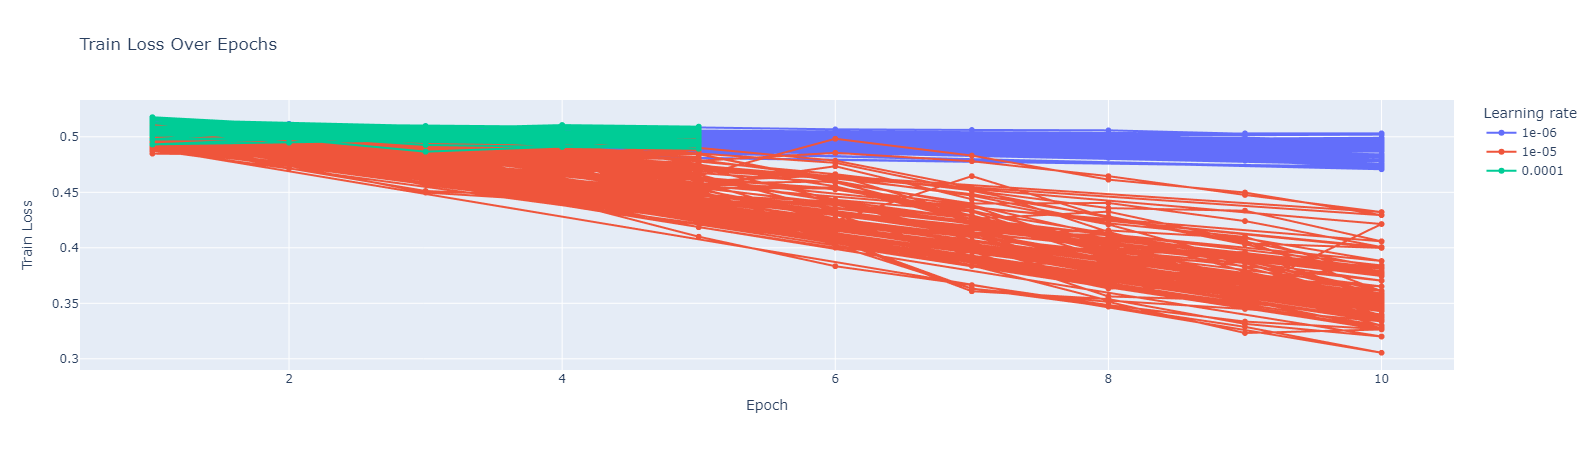 Train Loss Over Epochs
Learning rate
1e-06
1e-05
0.0001
Train Loss
0.5
0.45
0.4
0.35
0.3
2
4
6
8
10
Epoch